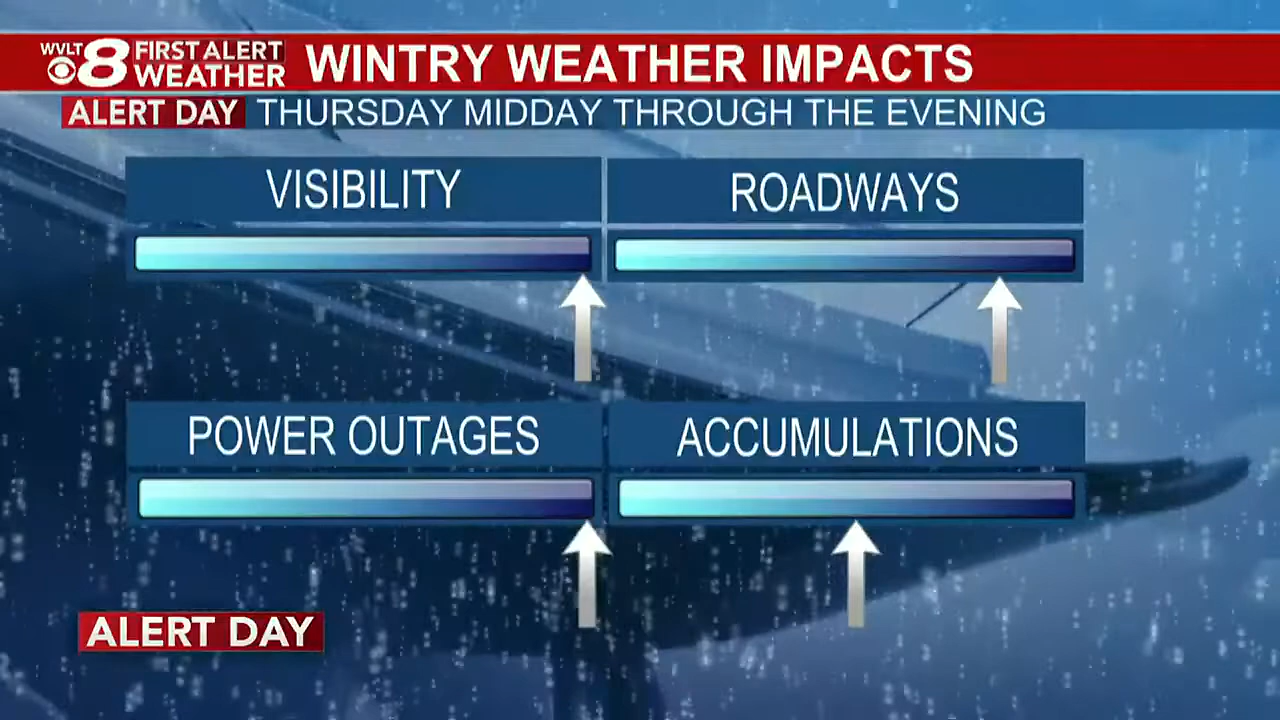 WVLT 8 FIRST ALERT WEATHER
WINTRY WEATHER IMPACTS
ALERT DAY THURSDAY MIDDAY THROUGH THE EVENING
VISIBILITY
ROADWAYS
POWER OUTAGES
ACCUMULATIONS
ALERT DAY